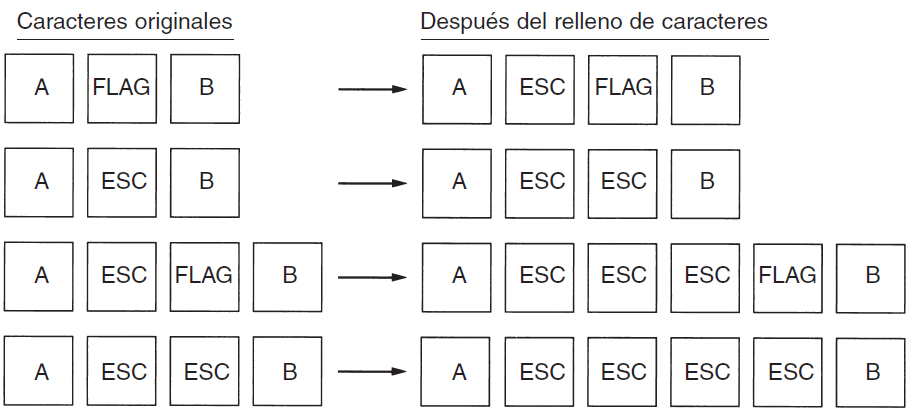 Caracteres originales Después del relleno de caracteres
A FLAG B A ESC FLAG B
A ESC B A ESC ESC B
A ESC FLAG B A ESC ESC ESC FLAG B
A ESC ESC B A ESC ESC ESC ESC B